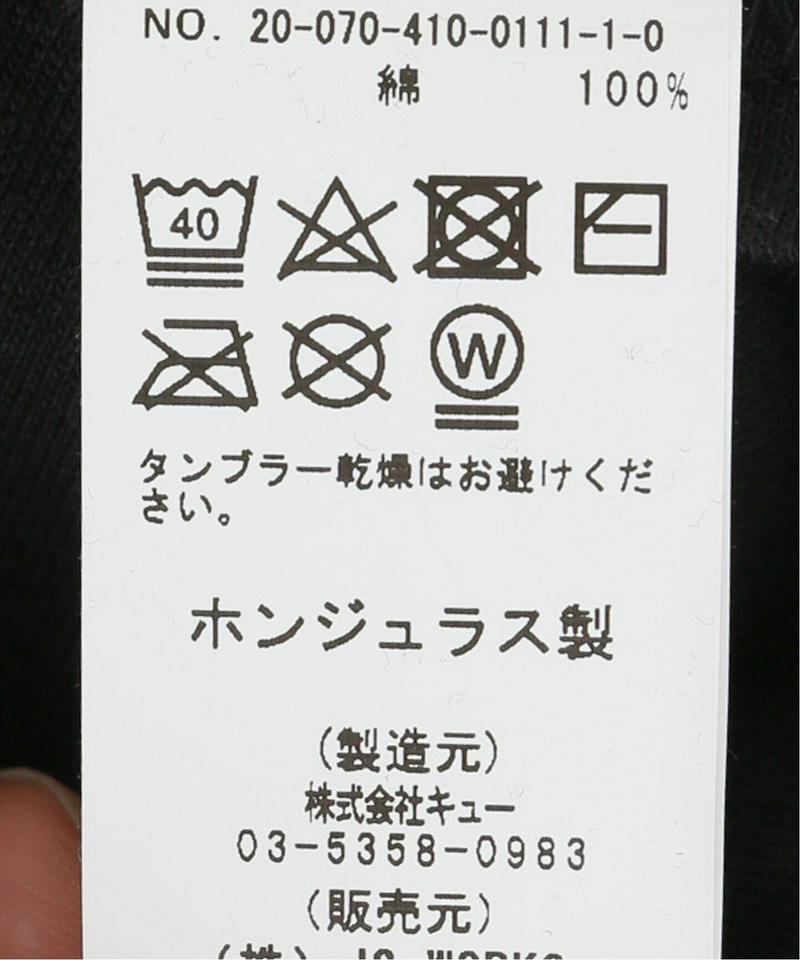 NO. 20-070-410-0111-1-0
綿 100%
40
W
タンブラー乾燥はお避けくだ
さい。
ホンジュラス製
(製造元)
株式会社キュー
03-5358-0983
(販売元)
(株)